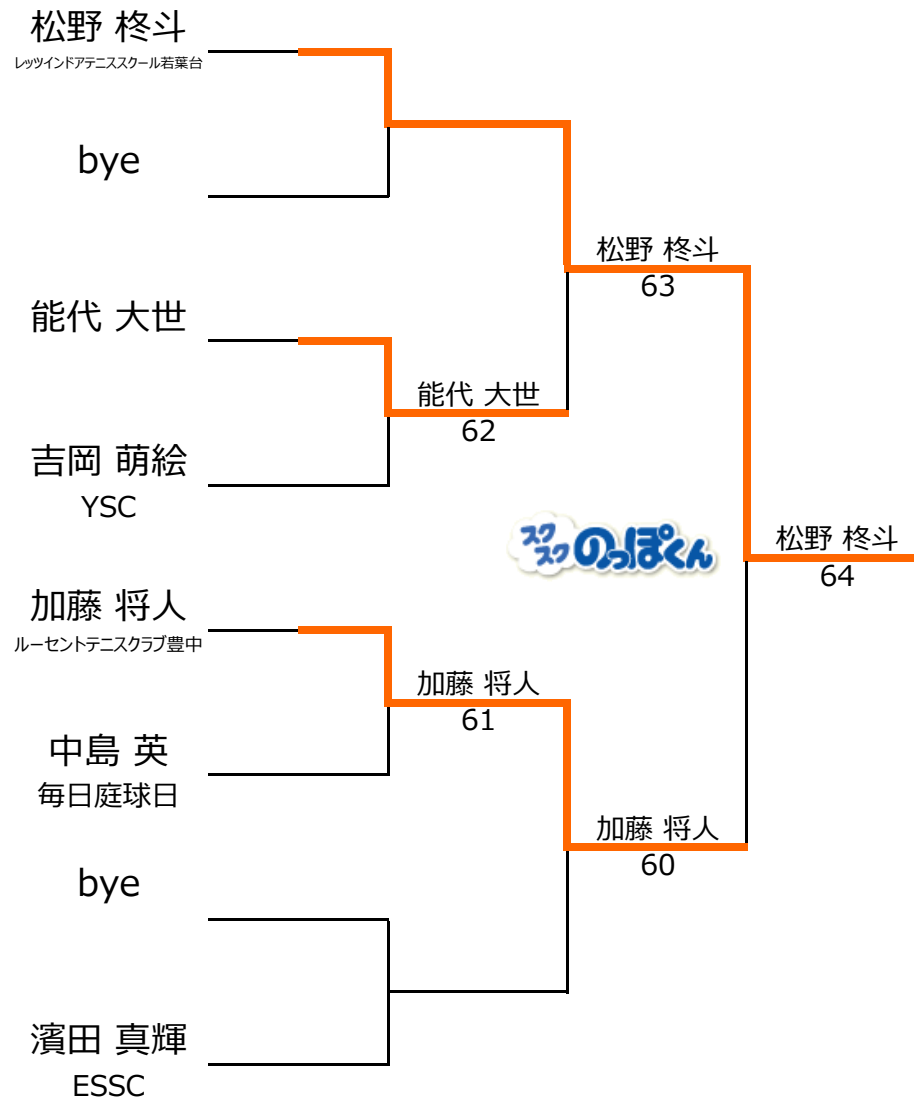 松野 柊斗
レッツインドアテニススクール若葉台
bye
松野 柊斗
63
能代 大世
能代 大世
62
吉岡 萌絵
YSC
スク
スク
のっぽくん
松野 柊斗
64
加藤 将人
ルーセントテニスクラブ豊中
加藤 将人
61
中島 英
毎日庭球日
加藤 将人
60
bye
濱田 真輝
ESSC